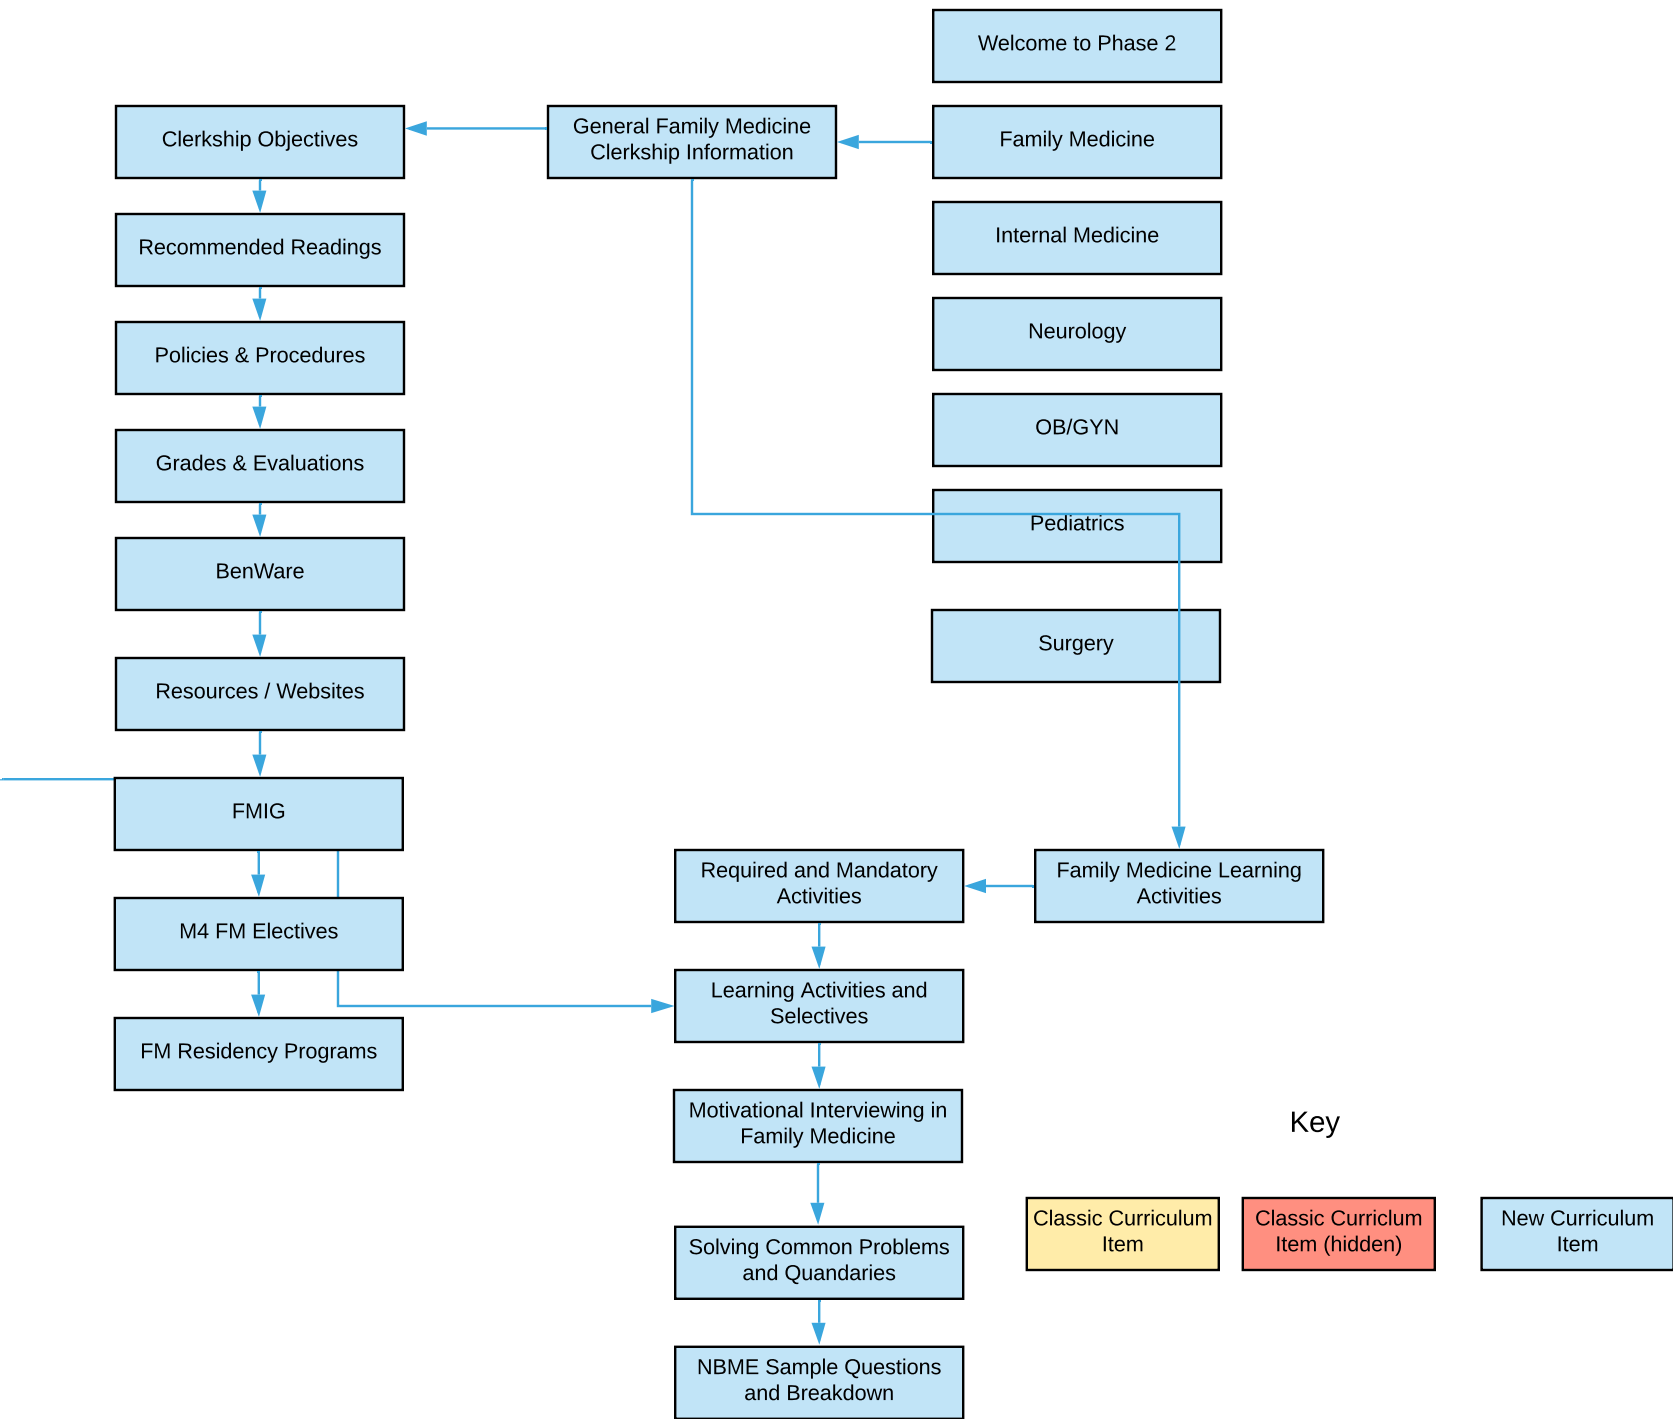 Welcome to Phase 2
Clerkship Objectives
General Family Medicine
Clerkship Information
Family Medicine
Recommended Readings
Internal Medicine
Policies & Procedures
Neurology
Grades & Evaluations
OB/GYN
BenWare
Pediatrics
Resources / Websites
Surgery
FMIG
Required and Mandatory
Activities
Family Medicine Learning
Activities
M4 FM Electives
Learning Activities and
Selectives
FM Residency Programs
Motivational Interviewing in
Family Medicine
Key
Solving Common Problems
and Quandaries
Classic Curriculum
Item
Classic Curriclum
Item (hidden)
New Curriculum
Item
NBME Sample Questions
and Breakdown